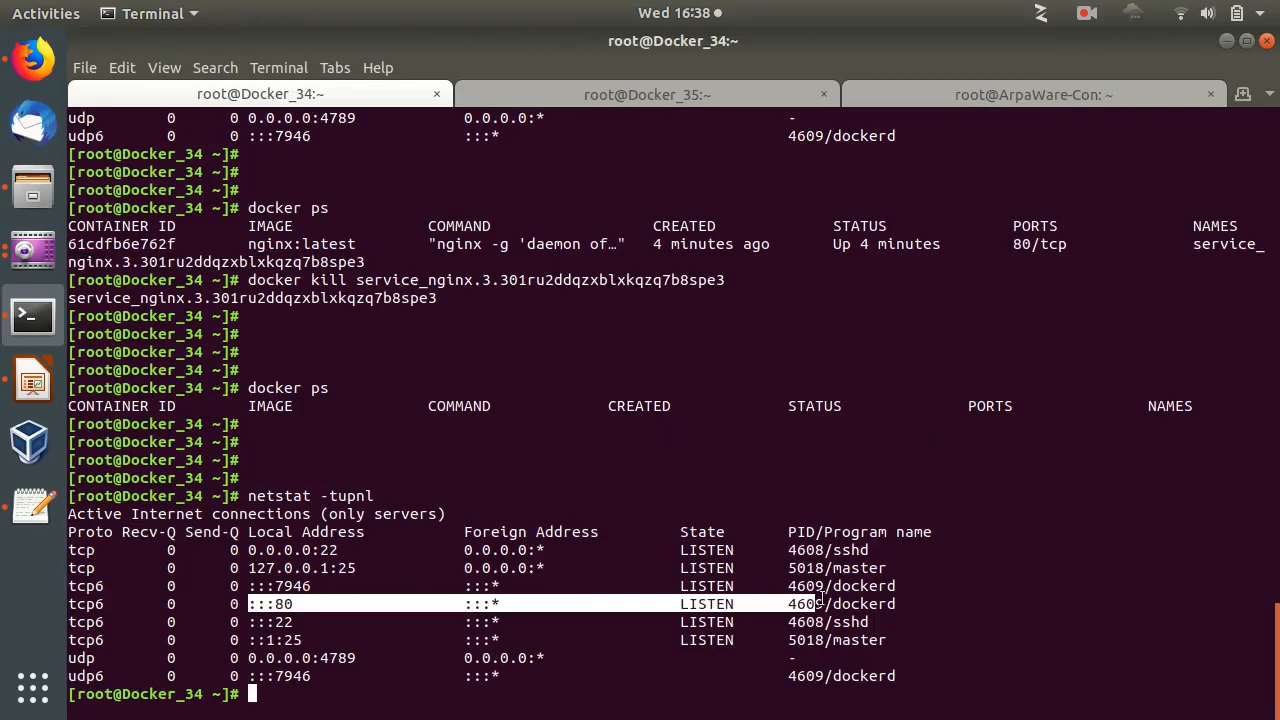 Activities Terminal Wed 16:38
root@Docker_34:~
File Edit View Search Terminal Tabs Help
root@Docker_34:~ × root@Docker_35:~ × root@ArpaWare-Con: ~ ×
udp 0 0 0.0.0.0:4789 0.0.0.0:* -
udp6 0 0 :::7946 :::* 4609/dockerd
[root@Docker_34 ~]#
[root@Docker_34 ~]#
[root@Docker_34 ~]#
[root@Docker_34 ~]# docker ps
CONTAINER ID IMAGE COMMAND CREATED STATUS PORTS NAMES
61cdfb6e762f nginx:latest "nginx -g 'daemon of…" 4 minutes ago Up 4 minutes 80/tcp service_
nginx.3.301ru2ddqzxblxkqzq7b8spe3
[root@Docker_34 ~]# docker kill service_nginx.3.301ru2ddqzxblxkqzq7b8spe3
service_nginx.3.301ru2ddqzxblxkqzq7b8spe3
[root@Docker_34 ~]#
[root@Docker_34 ~]#
[root@Docker_34 ~]#
[root@Docker_34 ~]#
[root@Docker_34 ~]# docker ps
CONTAINER ID IMAGE COMMAND CREATED STATUS PORTS NAMES
[root@Docker_34 ~]#
[root@Docker_34 ~]#
[root@Docker_34 ~]#
[root@Docker_34 ~]#
[root@Docker_34 ~]# netstat -tupnl
Active Internet connections (only servers)
Proto Recv-Q Send-Q Local Address Foreign Address State PID/Program name
tcp 0 0 0.0.0.0:22 0.0.0.0:* LISTEN 4608/sshd
tcp 0 0 127.0.0.1:25 0.0.0.0:* LISTEN 5018/master
tcp6 0 0 :::7946 :::* LISTEN 4609/dockerd
tcp6 0 0 :::80 :::* LISTEN 4609/dockerd
tcp6 0 0 :::22 :::* LISTEN 4608/sshd
tcp6 0 0 ::1:25 :::* LISTEN 5018/master
udp 0 0 0.0.0.0:4789 0.0.0.0:* -
udp6 0 0 :::7946 :::* 4609/dockerd
[root@Docker_34 ~]#